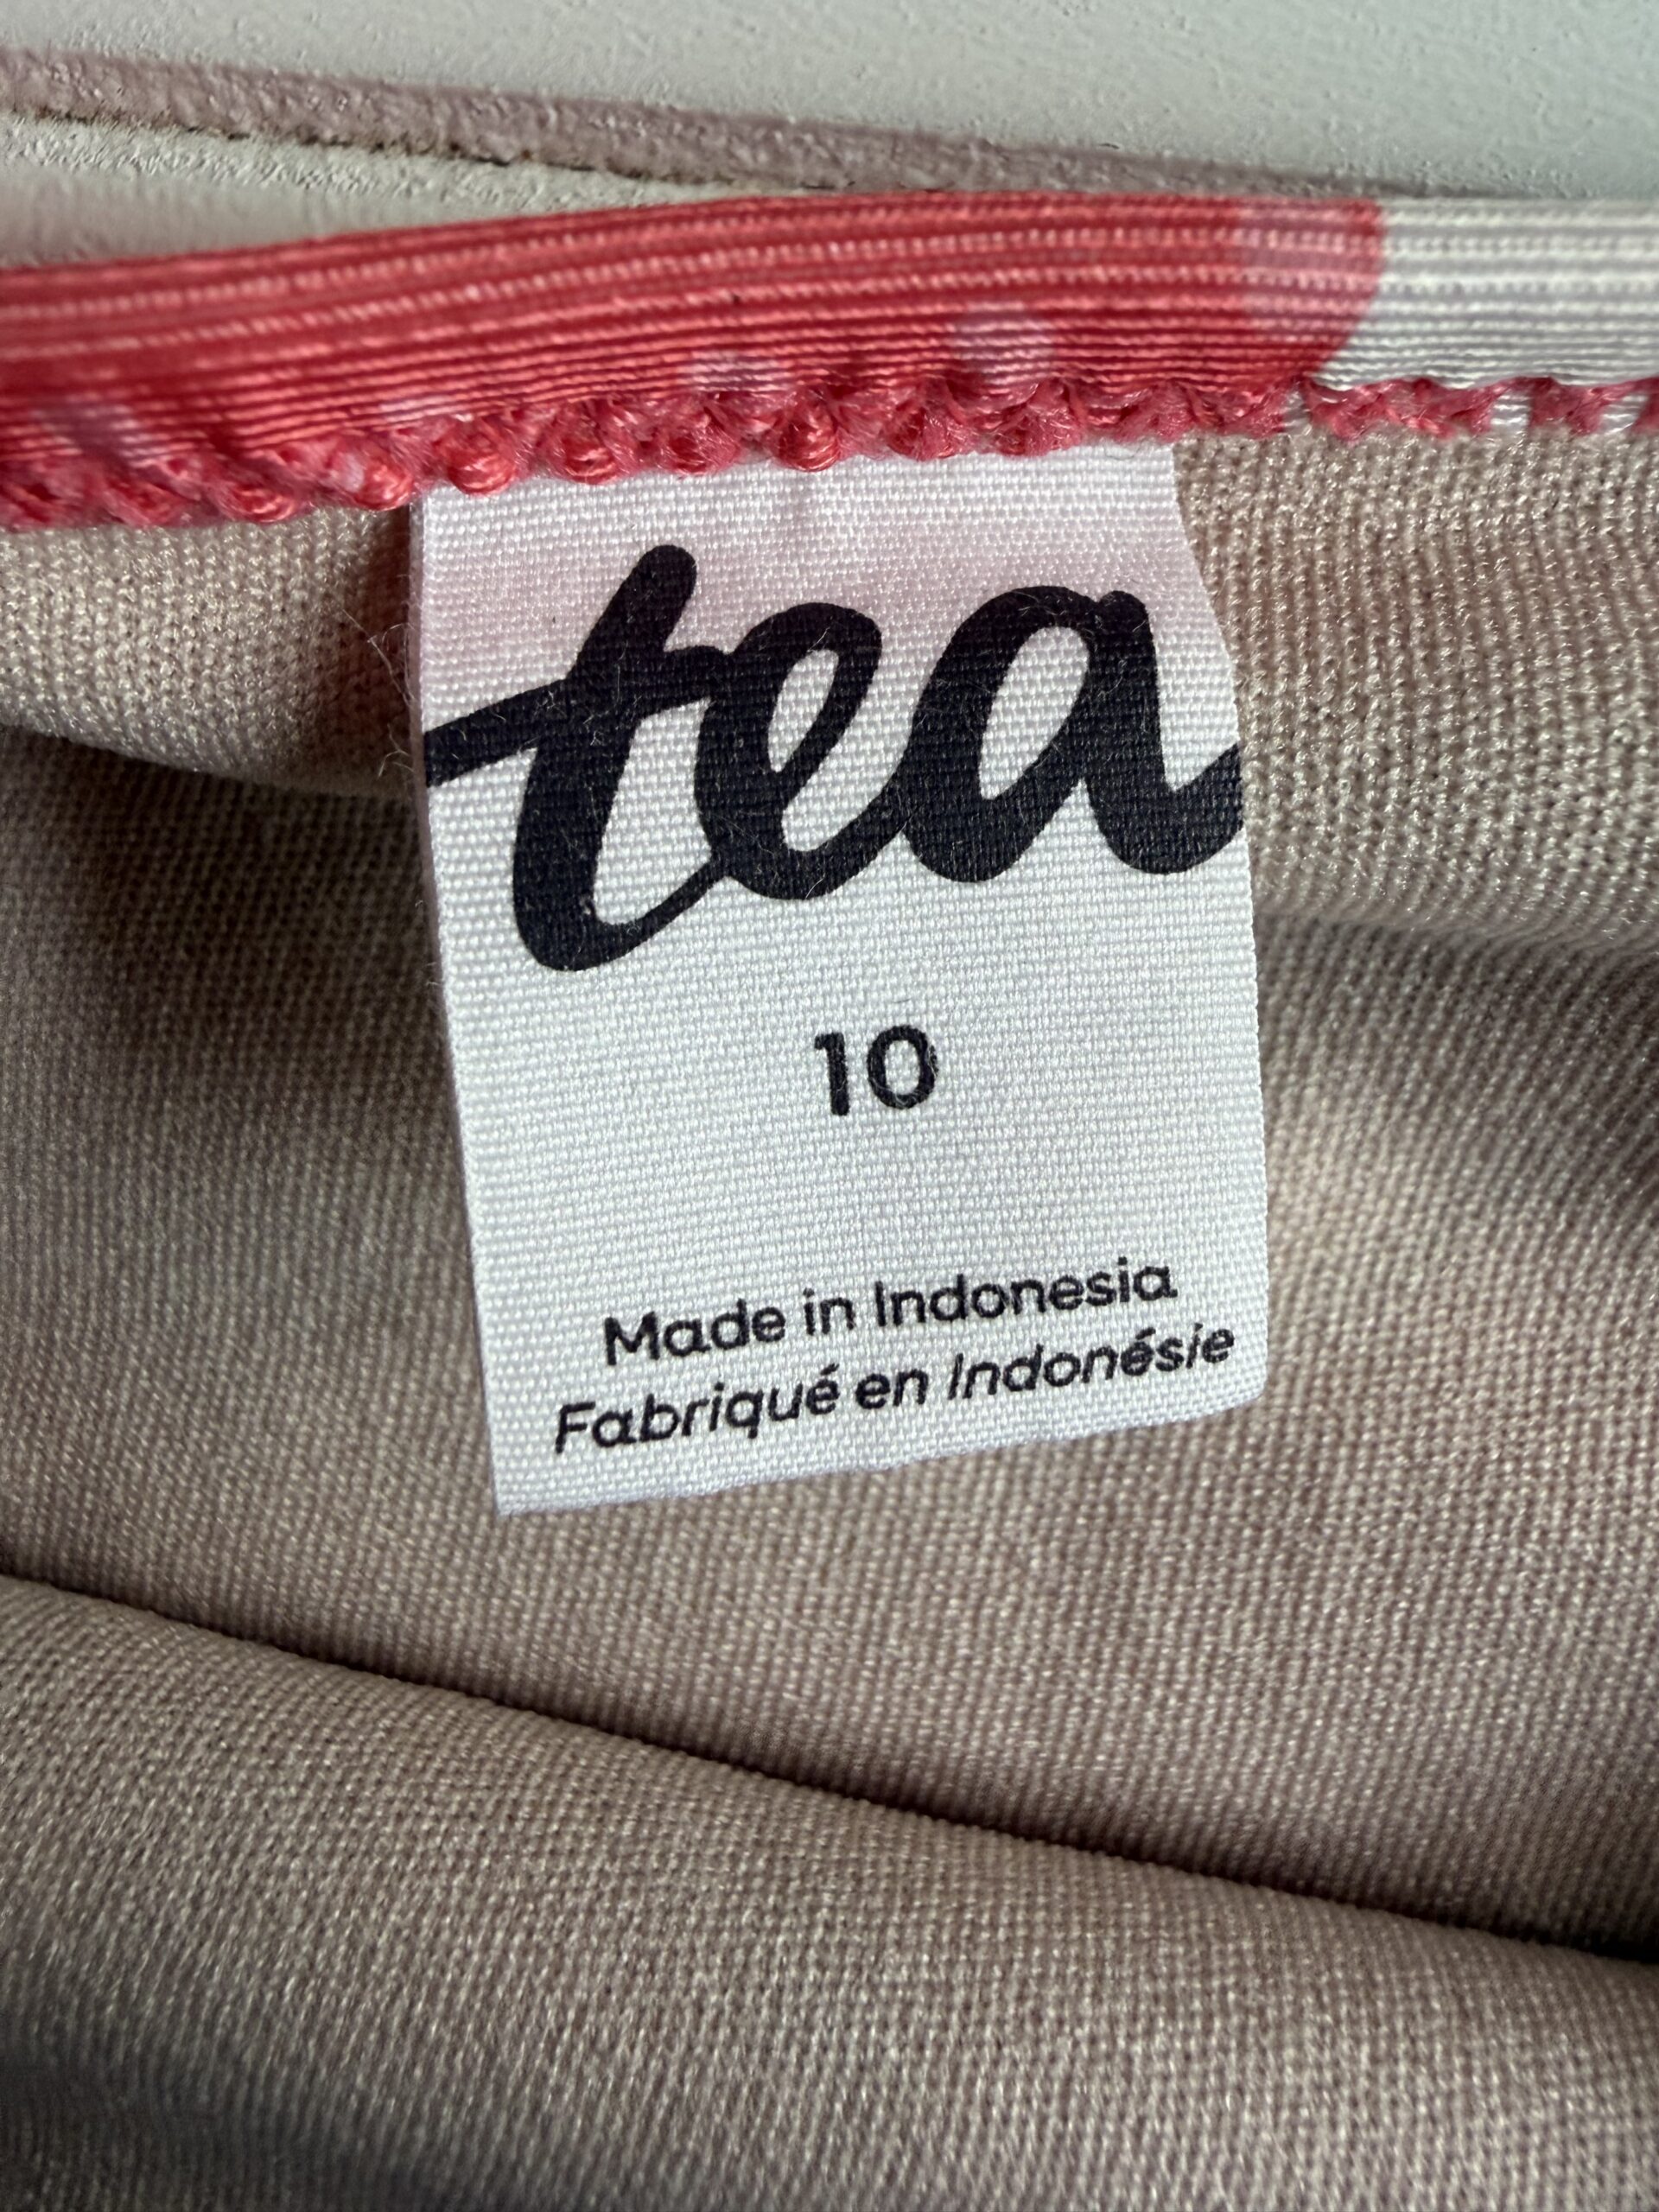 tea
10
Made in Indonesia
Fabriqué en Indonésie